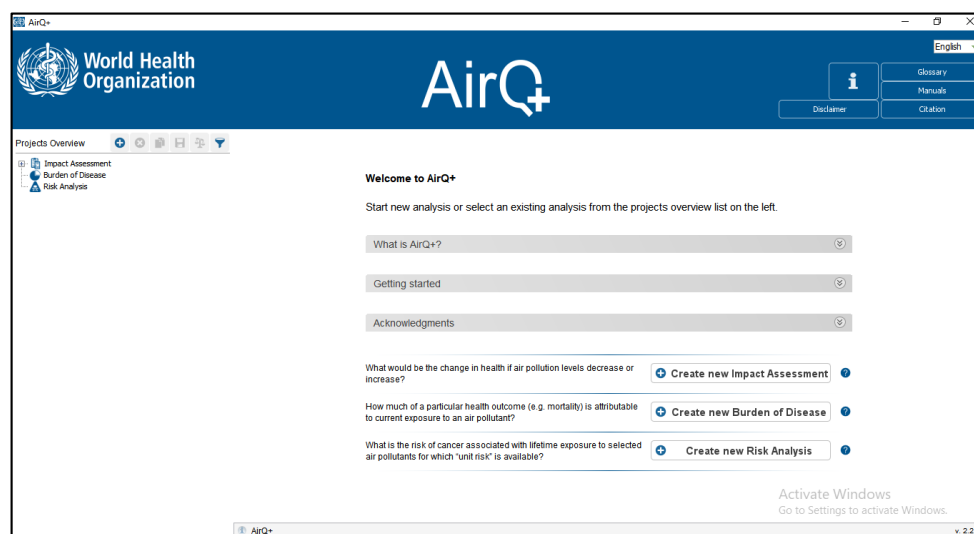 AirQ+
World Health
Organization
AirQ+
English
i
Glossary
Manuals
Disclaimer
Citation
Projects Overview
Impact Assessment
Burden of Disease
Risk Analysis
Welcome to AirQ+
Start new analysis or select an existing analysis from the projects overview list on the left.
What is AirQ+?
Getting started
Acknowledgments
What would be the change in health if air pollution levels decrease or
increase?
Create new Impact Assessment
?
How much of a particular health outcome (e.g. mortality) is attributable
to current exposure to an air pollutant?
Create new Burden of Disease
?
What is the risk of cancer associated with lifetime exposure to selected
air pollutants for which "unit risk" is available?
Create new Risk Analysis
?
Activate Windows
Go to Settings to activate Windows.
AirQ+
v. 2.2